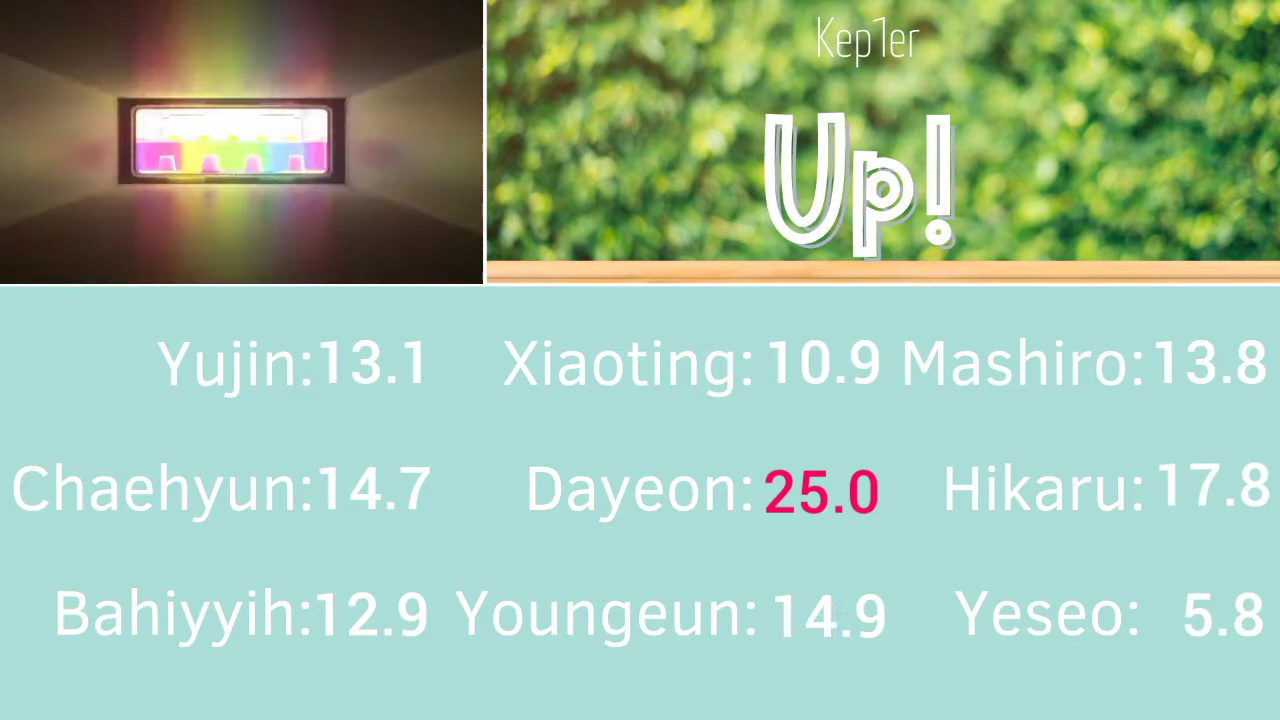 Kep1er
Up!
Yujin: 13.1 Xiaoting: 10.9 Mashiro: 13.8
Chaehyun: 14.7 Dayeon: 25.0 Hikaru: 17.8
Bahiyyih: 12.9 Youngeun: 14.9 Yeseo: 5.8